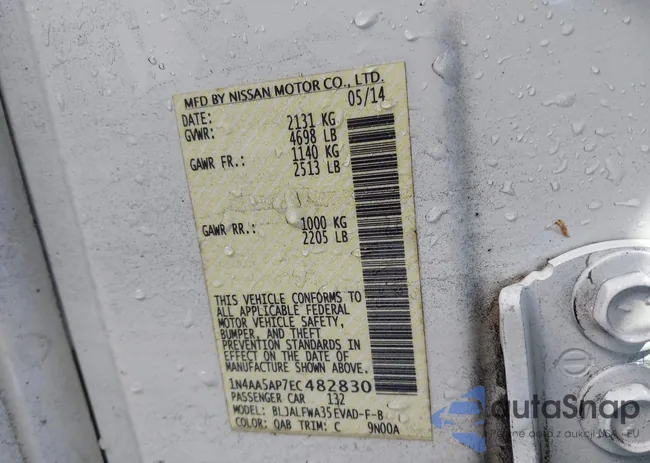 MFD BY NISSAN MOTOR CO., LTD.
DATE: 05/14
GVWR: 2131 KG
4698 LB
GAWR FR.: 1140 KG
2513 LB
GAWR RR.: 1000 KG
2205 LB
THIS VEHICLE CONFORMS TO
ALL APPLICABLE FEDERAL
MOTOR VEHICLE SAFETY,
BUMPER, AND THEFT
PREVENTION STANDARDS IN
EFFECT ON THE DATE OF
MANUFACTURE SHOWN ABOVE.
1N4AA5AP7EC482830
PASSENGER CAR 132
MODEL: BLJALFWA35EVAD-F-B
COLOR: QAB TRIM: C 9N00A
autoSnap